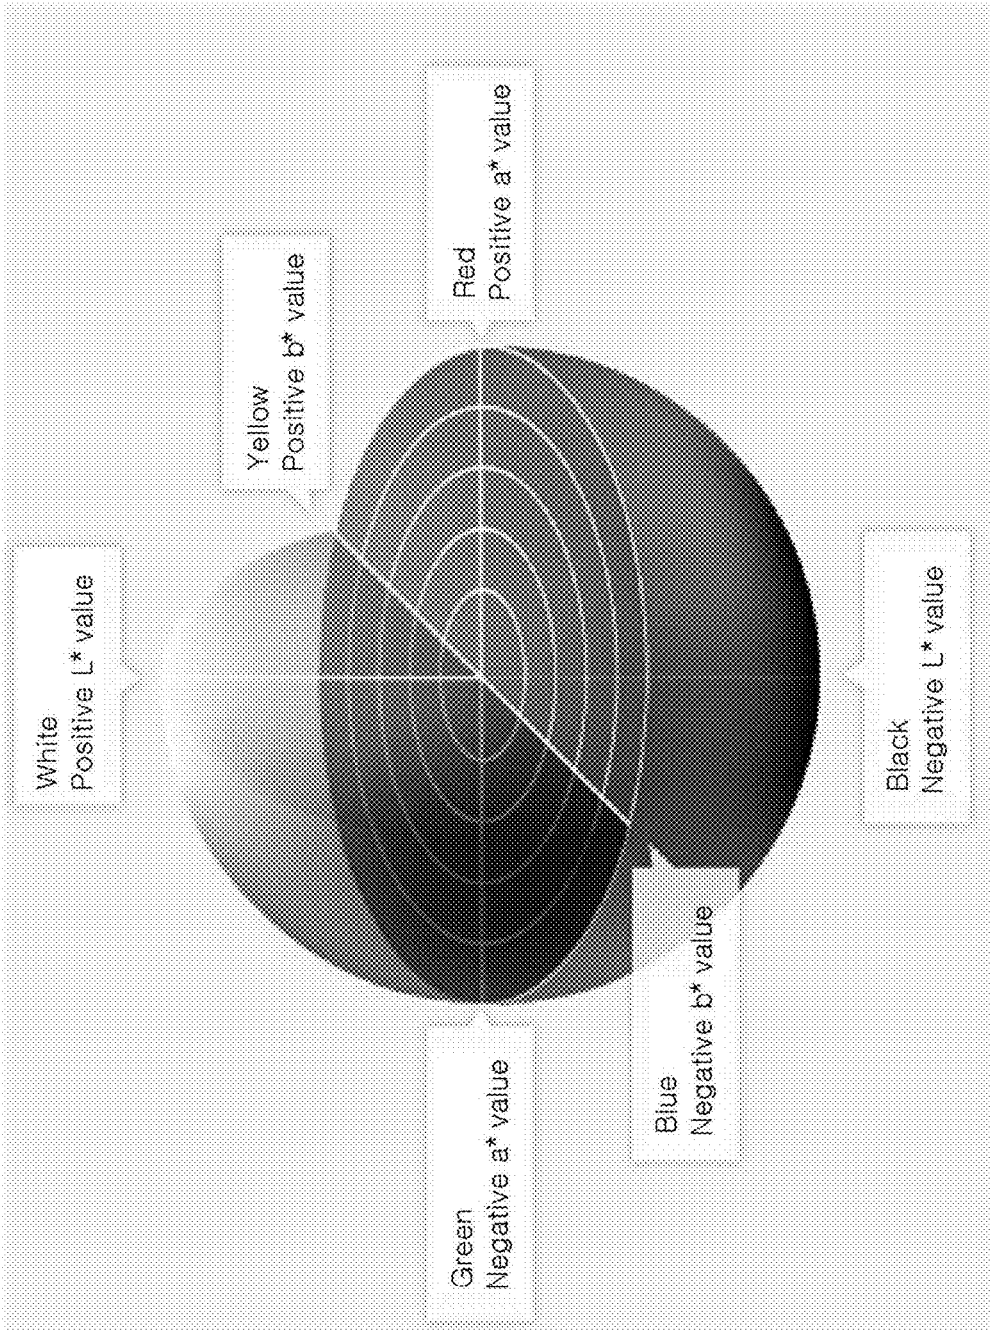 White
Positive L* value
Yellow
Positive b* value
Red
Positive a* value
Green
Negative a* value
Blue
Negative b* value
Black
Negative L* value